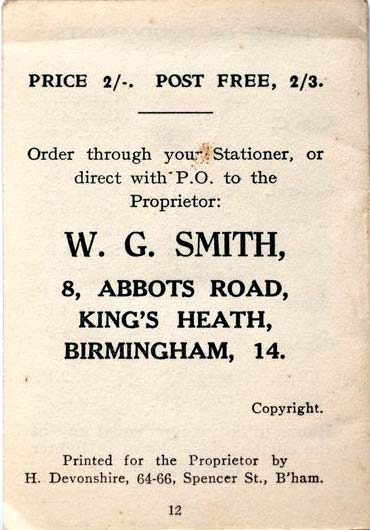 PRICE 2/-. POST FREE, 2/3.
Order through your Stationer, or
direct with P.O. to the
Proprietor:
W. G. SMITH,
8, ABBOTS ROAD,
KING'S HEATH,
BIRMINGHAM, 14.
Copyright.
Printed for the Proprietor by
H. Devonshire, 64-66, Spencer St., B'ham.
12